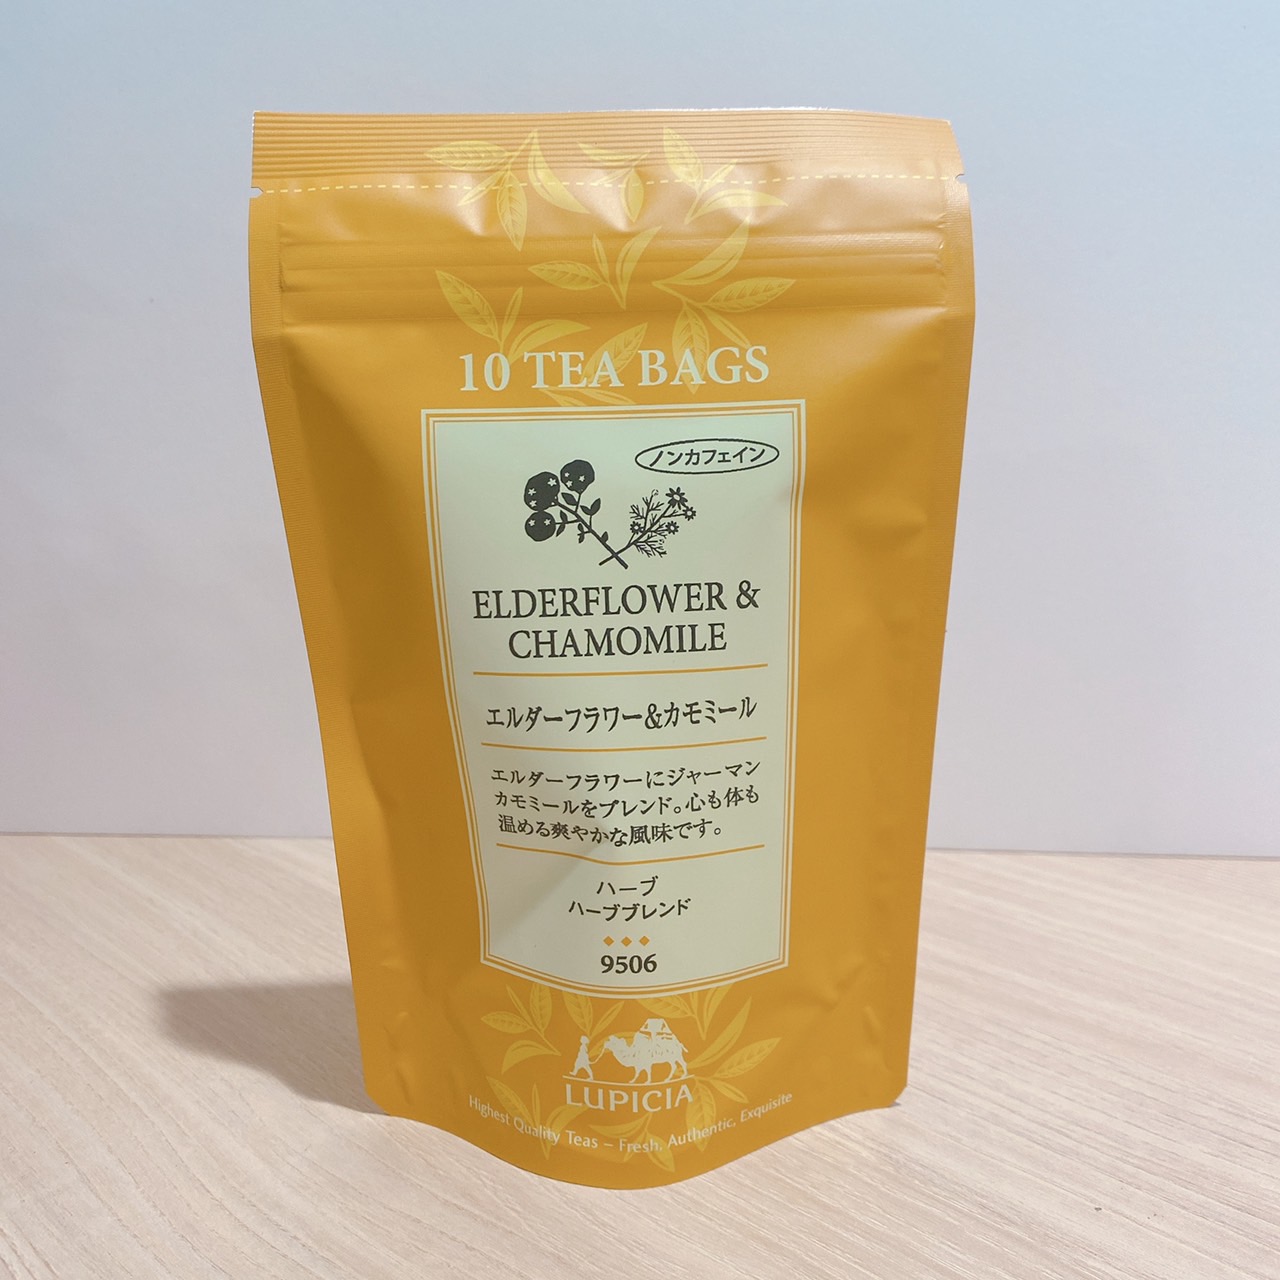 10 TEA BAGS
ノンカフェイン
ELDERFLOWER &
CHAMOMILE
エルダーフラワー&カモミール
エルダーフラワーにジャーマン
カモミールをブレンド。心も体も
温める爽やかな風味です。
ハーブ
ハーブブレンド
9506
LUPICIA
Highest Quality Teas – Fresh, Authentic, Exquisite